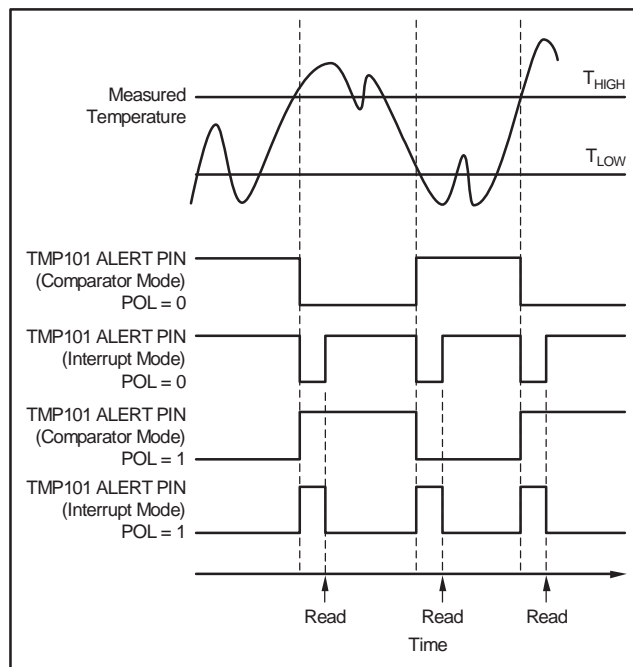 Measured
Temperature
THIGH
TLOW
TMP101 ALERT PIN
(Comparator Mode)
POL = 0
TMP101 ALERT PIN
(Interrupt Mode)
POL = 0
TMP101 ALERT PIN
(Comparator Mode)
POL = 1
TMP101 ALERT PIN
(Interrupt Mode)
POL = 1
Read Read Read
Time